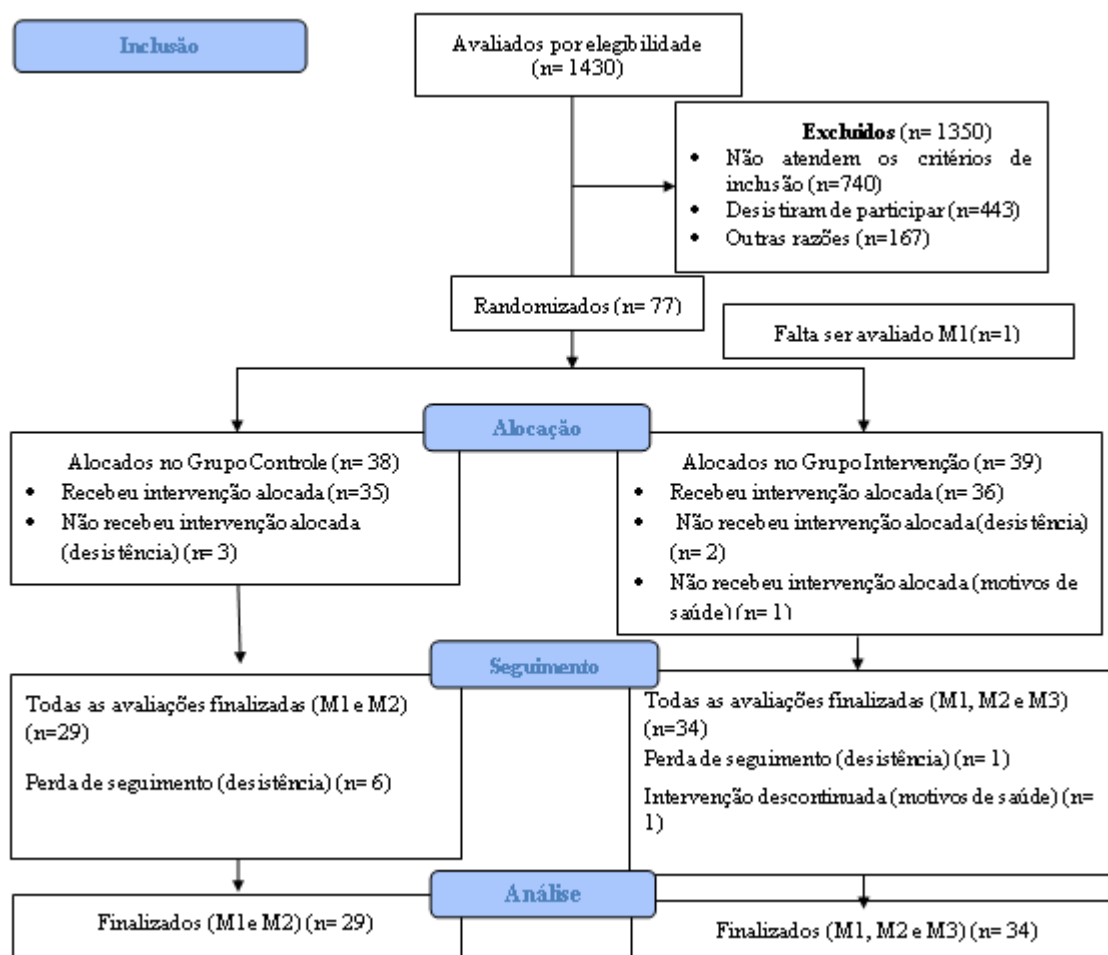 Inclusão
Avaliados por elegibilidade
(n= 1430)
Excluidos (n= 1350)
• Não atendem os critérios de
inclusão (n=740)
• Desistiram de participar (n=443)
• Outras razões (n=167)
Randomizados (n= 77)
Falta ser avaliado M1(n=1)
Alocação
Alocados no Grupo Controle (n= 38)
• Recebeu intervenção alocada (n=35)
• Não recebeu intervenção alocada
(desistência) (n= 3)
Alocados no Grupo Intervenção (n= 39)
• Recebeu intervenção alocada (n= 36)
• Não recebeu intervenção alocada (desistência)
(n= 2)
• Não recebeu intervenção alocada (motivos de
saúde) (n= 1)
Seguimento
Todas as avaliações finalizadas (M1 e M2)
(n=29)
Perda de seguimento (desistência) (n= 6)
Todas as avaliações finalizadas (M1, M2 e M3)
(n=34)
Perda de seguimento (desistência) (n= 1)
Intervenção descontinuada (motivos de saúde) (n=
1)
Análise
Finalizados (M1 e M2) (n= 29)
Finalizados (M1, M2 e M3) (n= 34)